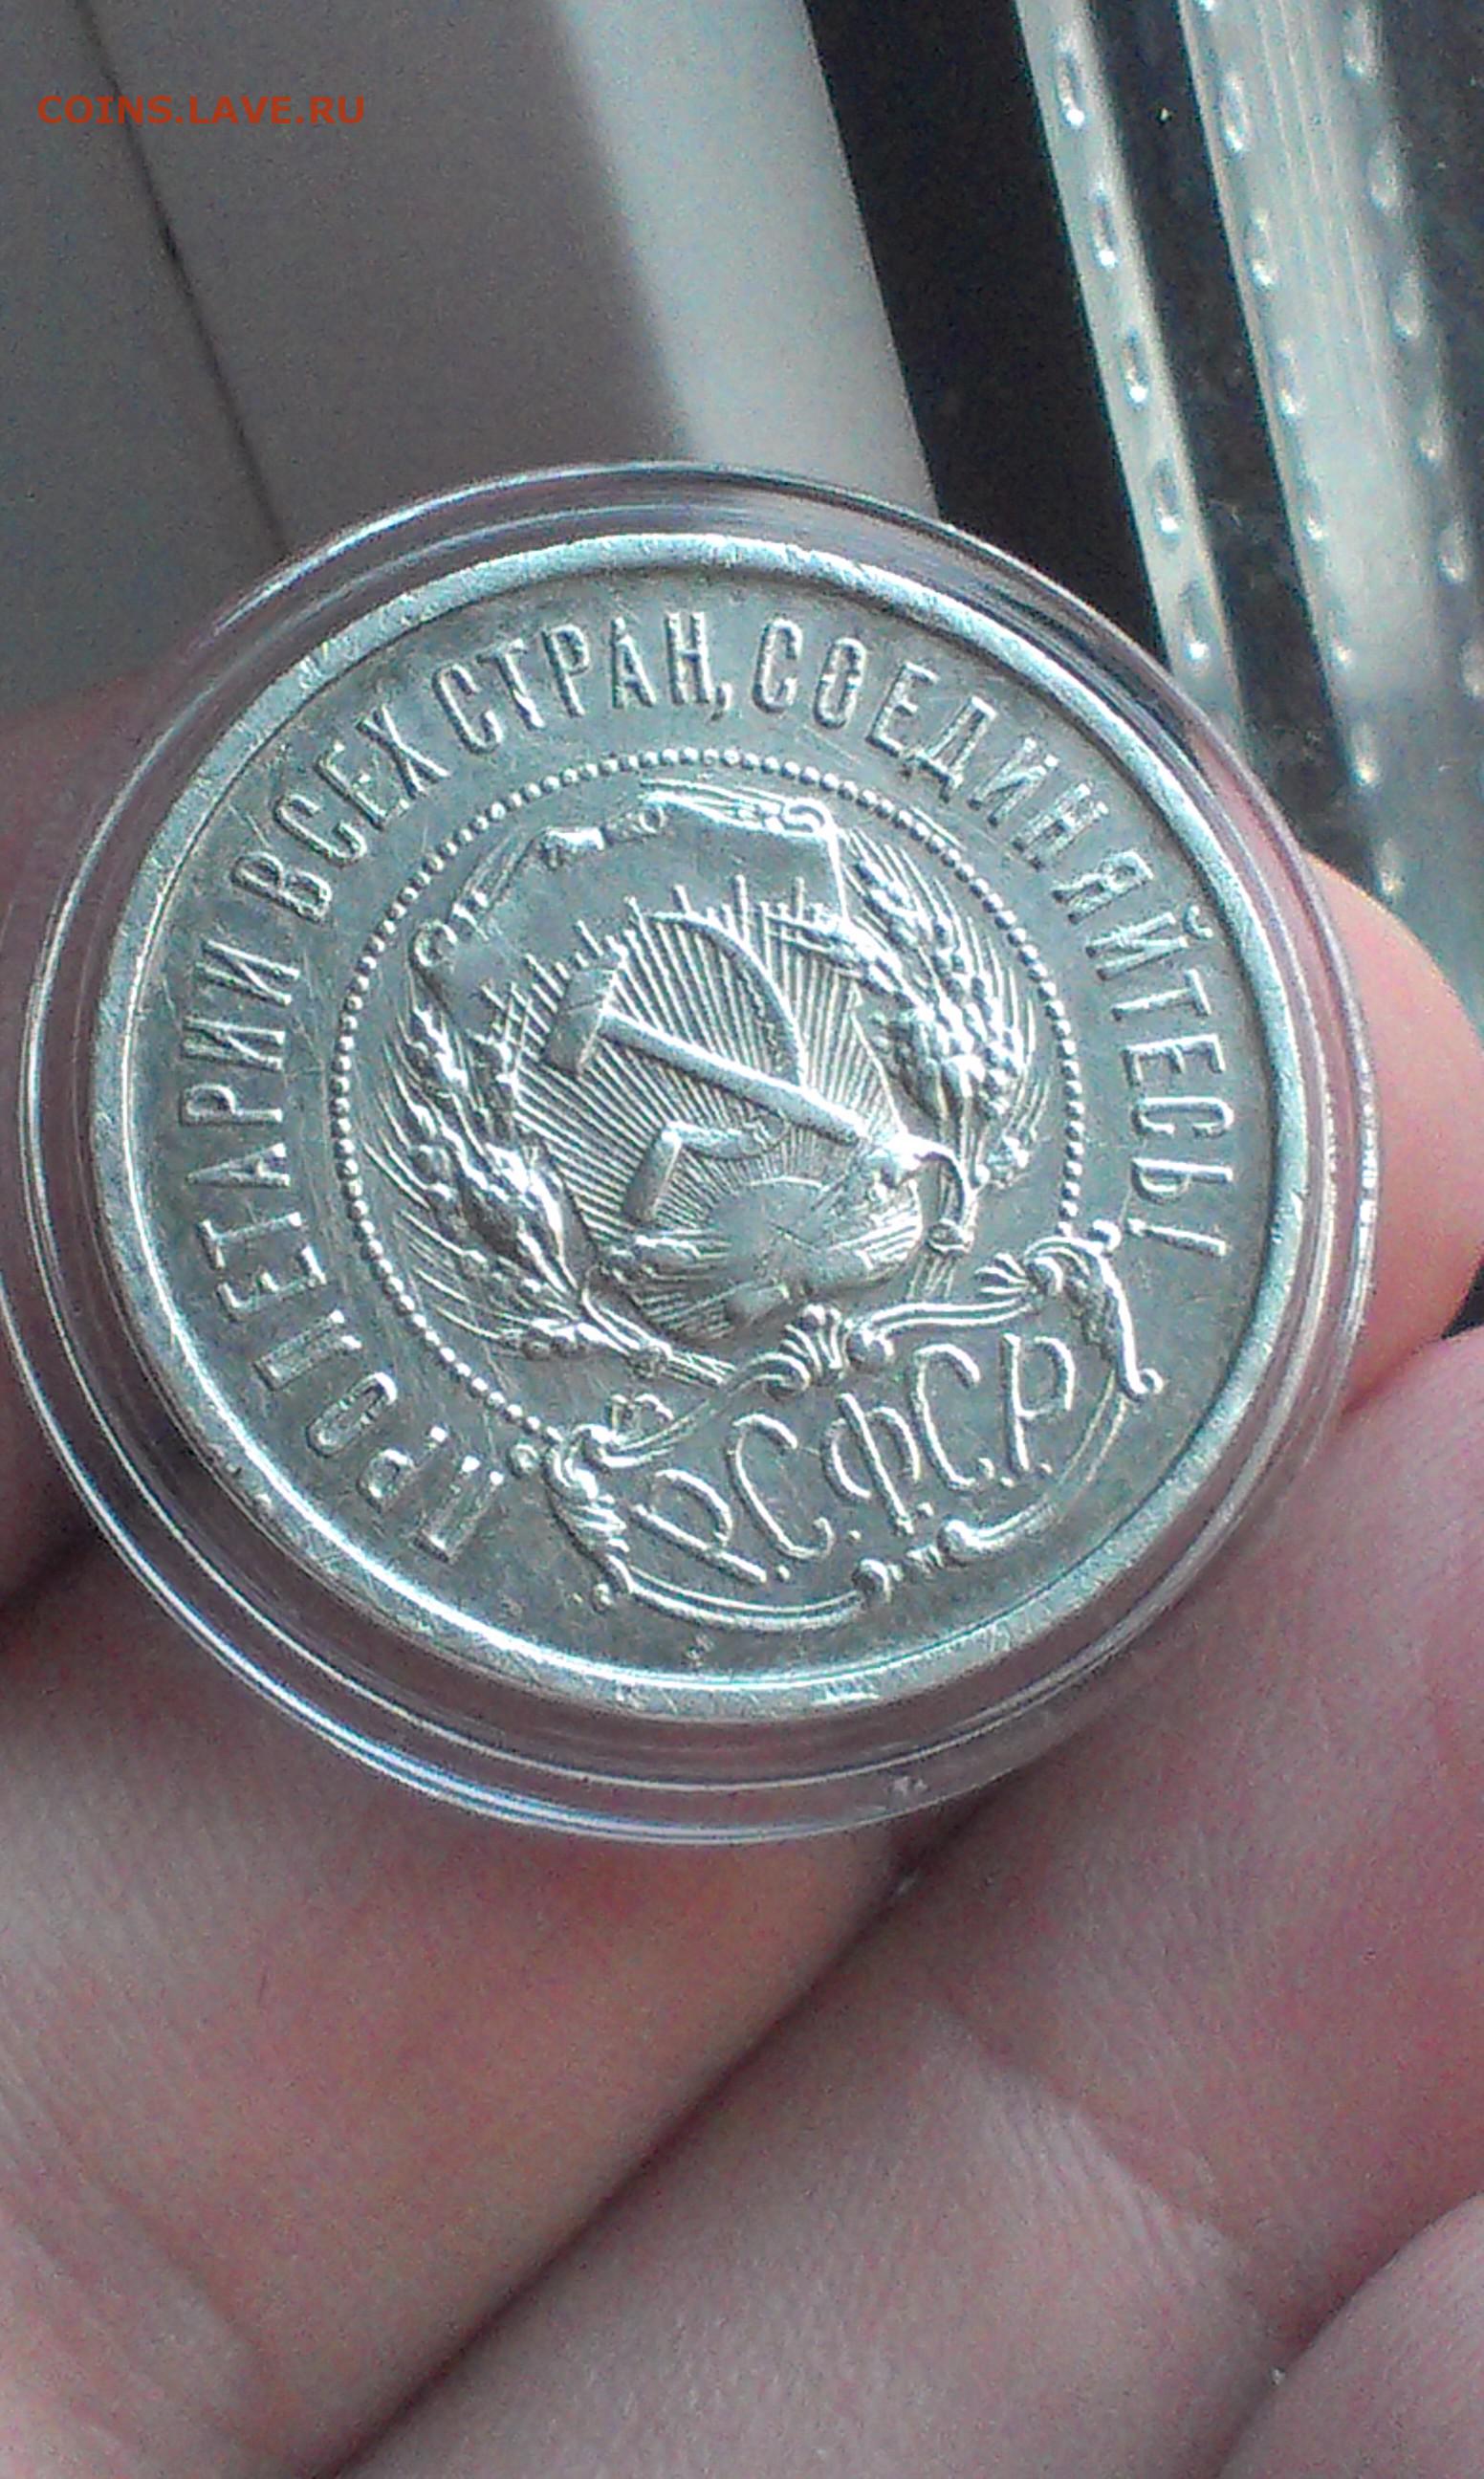 COINS.LAVE.RU
ПРОЛЕТАРИИ ВСЕХ СТРАН, СОЕДИНЯЙТЕСЬ!
Р.С.Ф.С.Р.